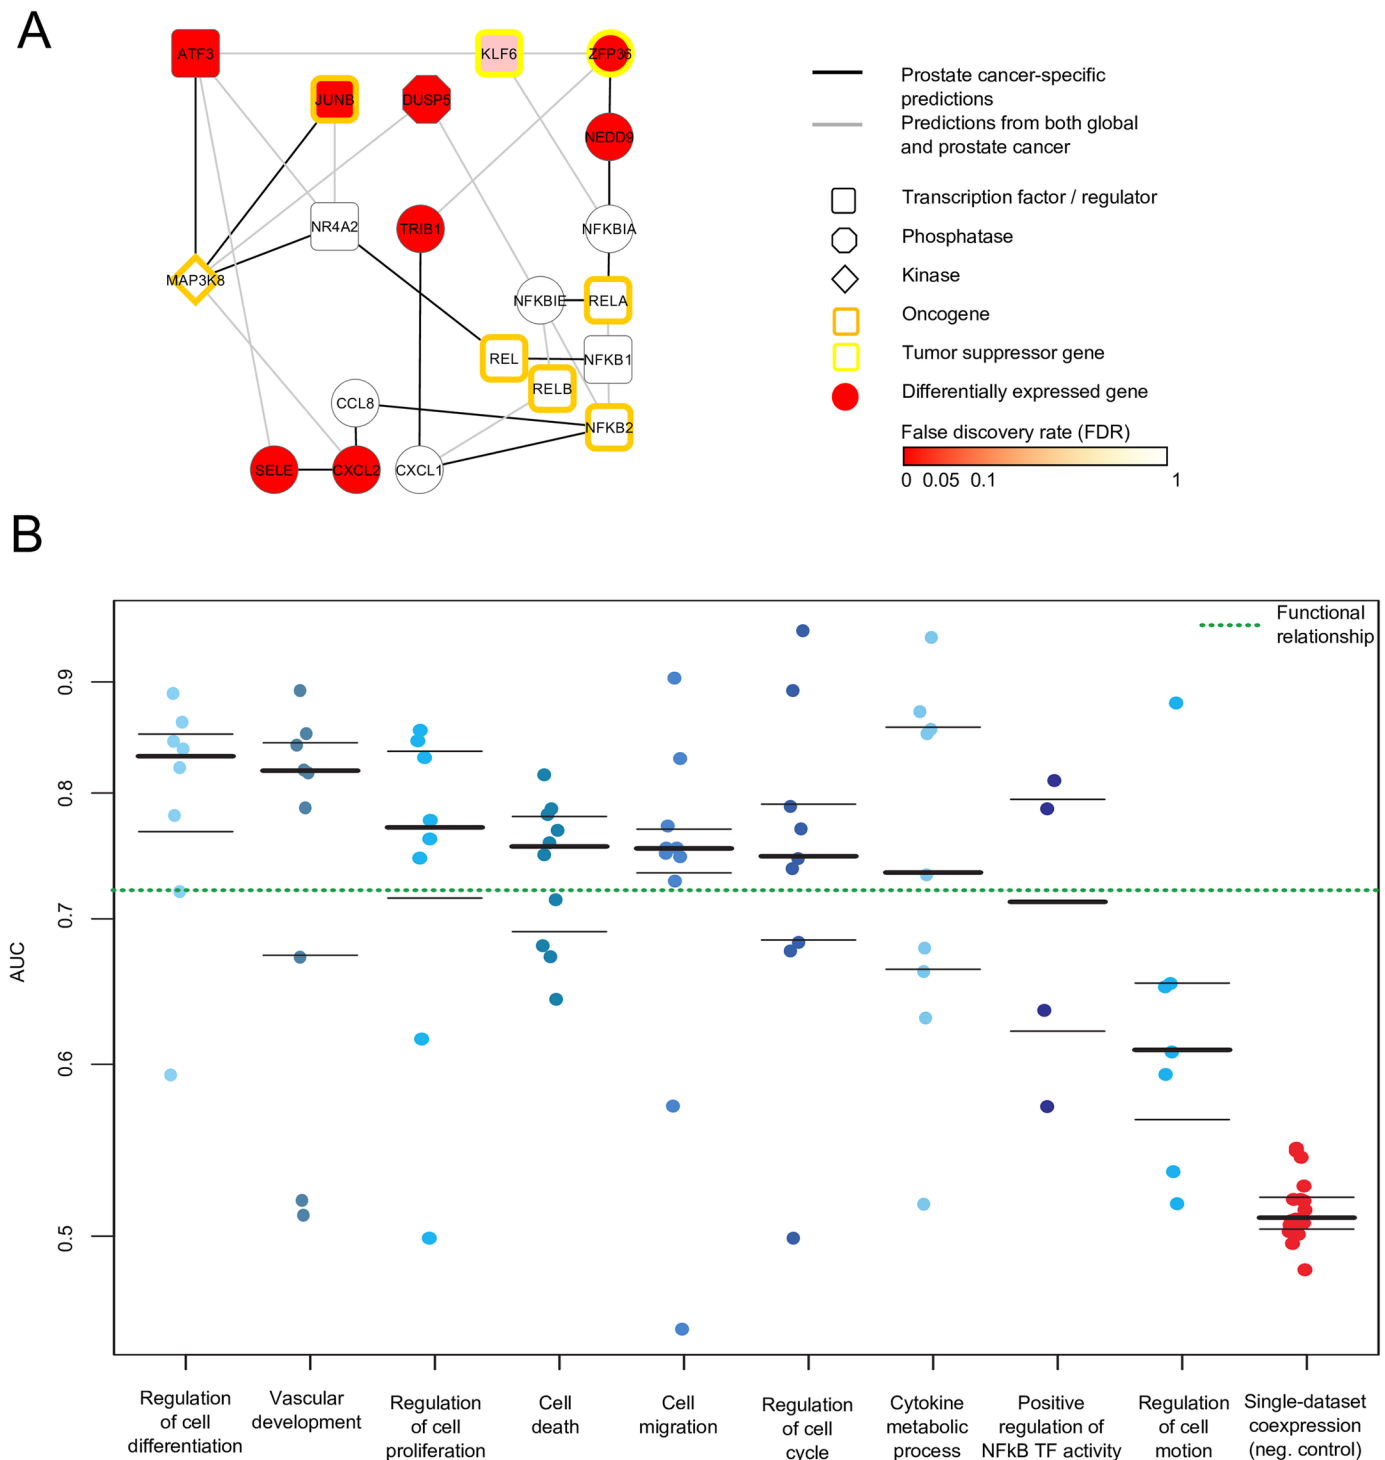 A
ATF3
KLF6
ZFP36
JUNB
DUSP5
NEDD9
NR4A2
TRIB1
NFKBIA
MAP3K8
NFKBIE
RELA
REL
NFKB1
RELB
CCL8
NFKB2
SELE
CXCL2
CXCL1
Prostate cancer-specific
predictions
Predictions from both global
and prostate cancer
Transcription factor / regulator
Phosphatase
Kinase
Oncogene
Tumor suppressor gene
Differentially expressed gene
False discovery rate (FDR)
0 0.05 0.1 1
B
Functional
relationship
AUC
0.9
0.8
0.7
0.6
0.5
Regulation
of cell
differentiation
Vascular
development
Regulation
of cell
proliferation
Cell
death
Cell
migration
Regulation
of cell
cycle
Cytokine
metabolic
process
Positive
regulation of
NFkB TF activity
Regulation
of cell
motion
Single-dataset
coexpression
(neg. control)